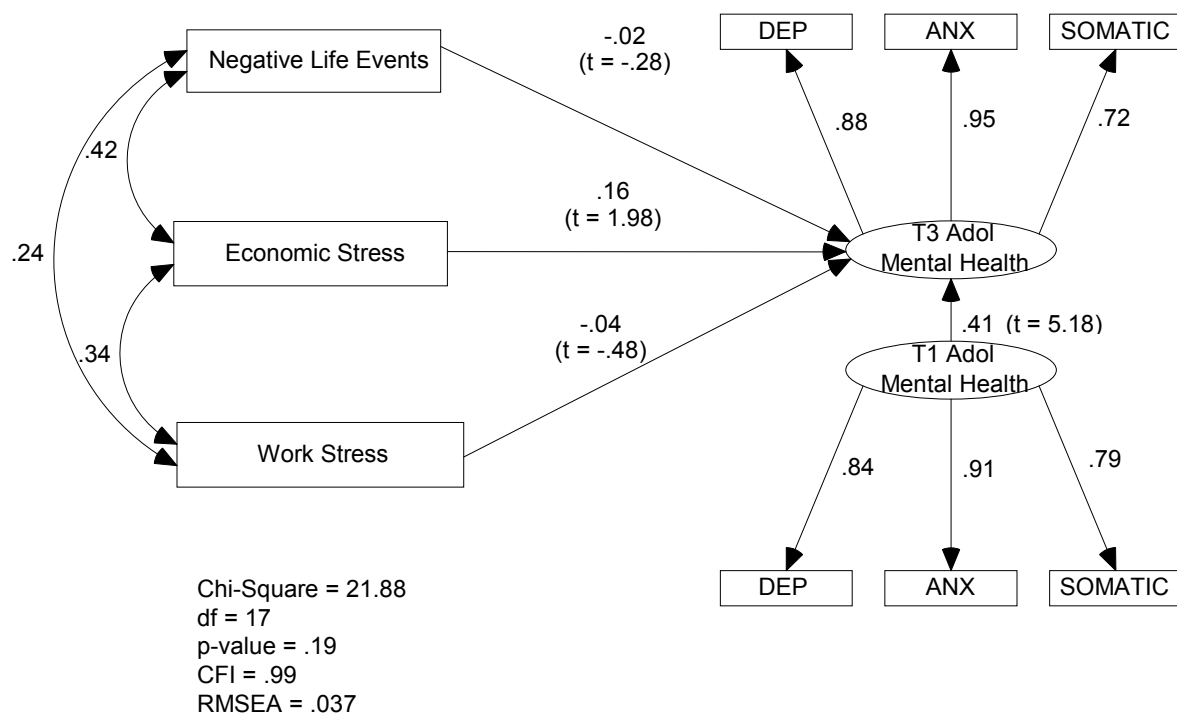 DEP
ANX
SOMATIC
Negative Life Events
-.02
(t = -.28)
.88
.95
.72
.42
.16
(t = 1.98)
.24
Economic Stress
T3 Adol
Mental Health
-.04
(t = -.48)
.41 (t = 5.18)
.34
T1 Adol
Mental Health
Work Stress
.84
.91
.79
DEP
ANX
SOMATIC
Chi-Square = 21.88
df = 17
p-value = .19
CFI = .99
RMSEA = .037